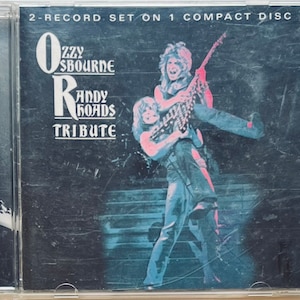 2-RECORD SET ON 1 COMPACT DISC
OZZY
OSBOURNE
RANDY
RHOADS
TRIBUTE